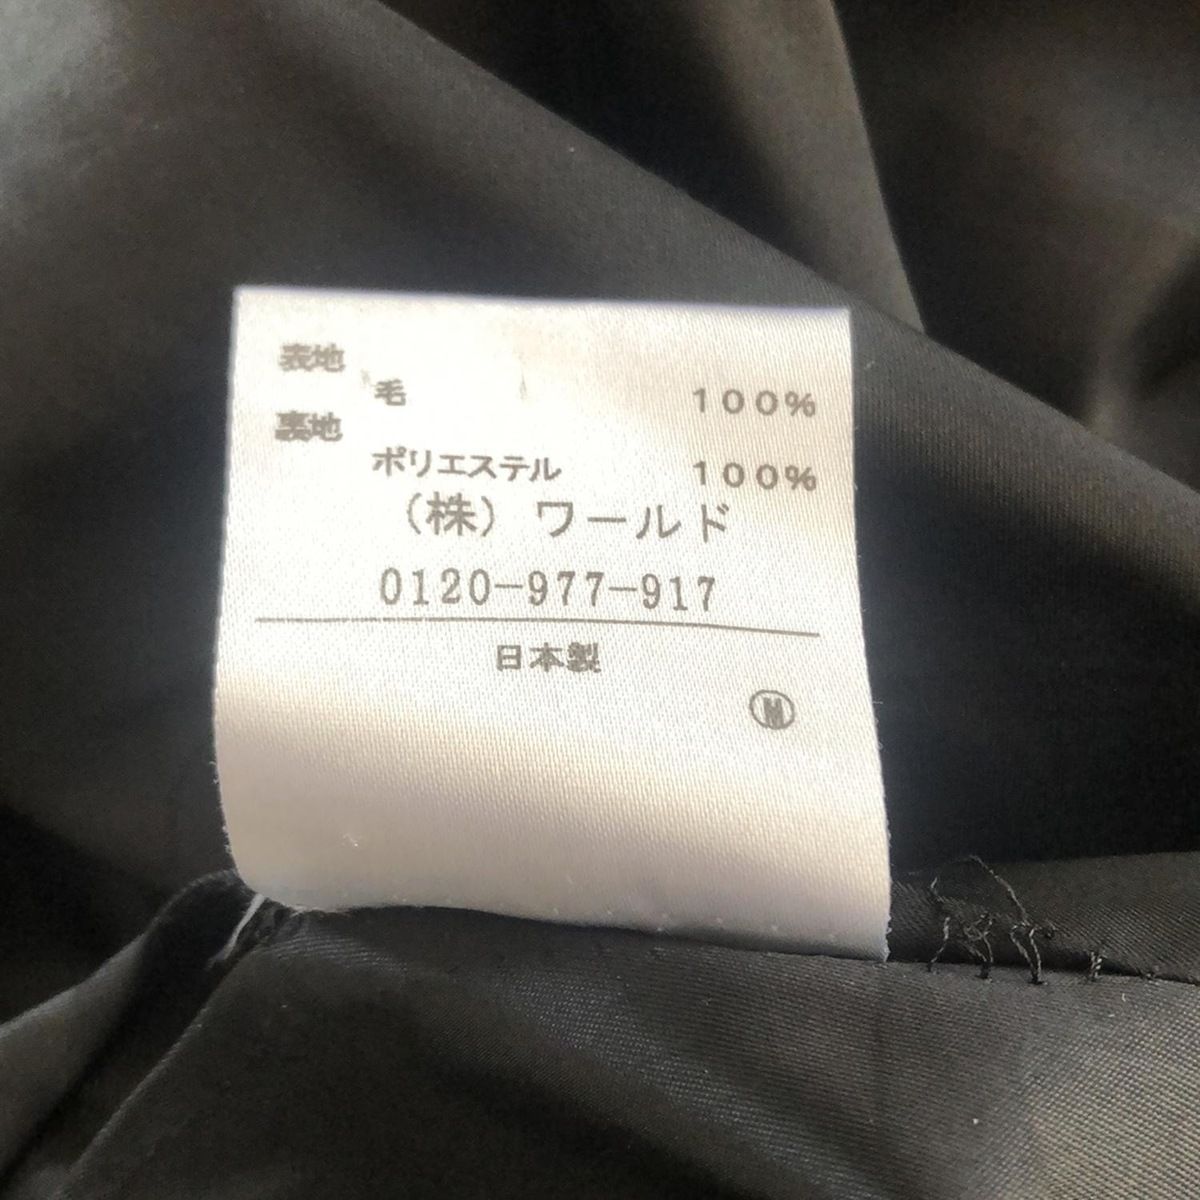 表地
毛 100%
裏地
ポリエステル 100%
(株) ワールド
0120-977-917
日本製
Ⓜ